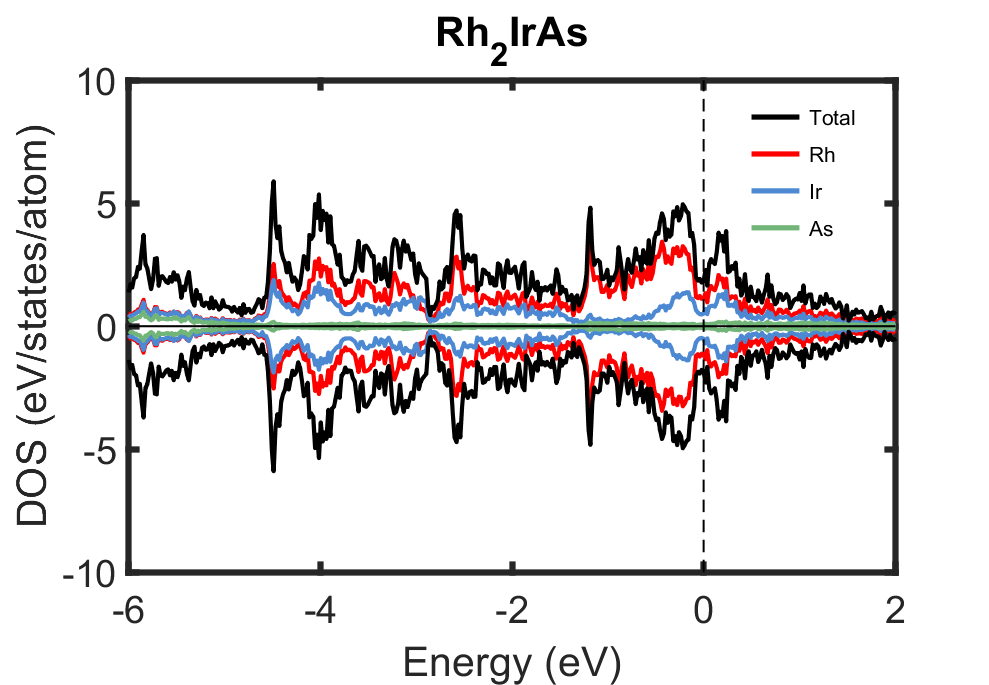 Rh₂IrAs
DOS (eV/states/atom)
10
5
0
-5
-10
Total
Rh
Ir
As
-6
-4
-2
0
2
Energy (eV)